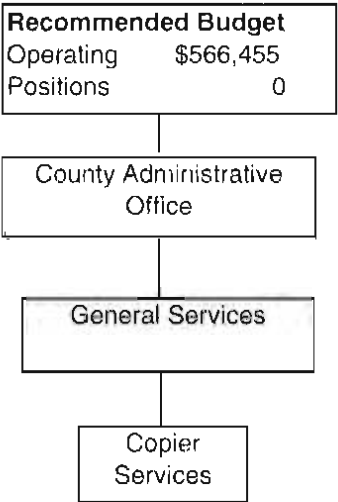 Recommended Budget
Operating $566,455
Positions 0
County Administrative
Office
General Services
Copier
Services